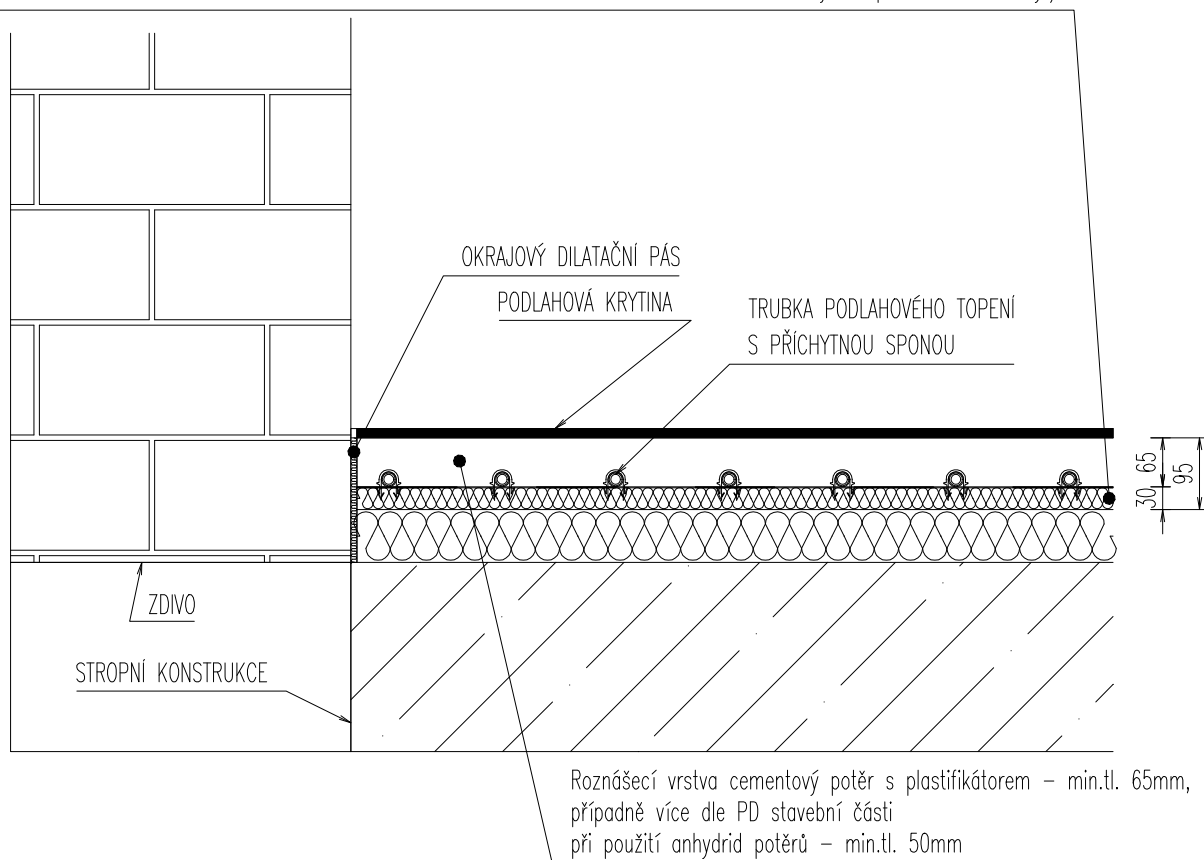 OKRAJOVÝ DILATAČNÍ PÁS
PODLAHOVÁ KRYTINA
TRUBKA PODLAHOVÉHO TOPENÍ
S PŘÍCHYTNOU SPONOU
65
30
95
ZDIVO
STROPNÍ KONSTRUKCE
Roznášecí vrstva cementový potěr s plastifikátorem – min.tl. 65mm,
případně více dle PD stavební části
při použití anhydrid potěrů – min.tl. 50mm